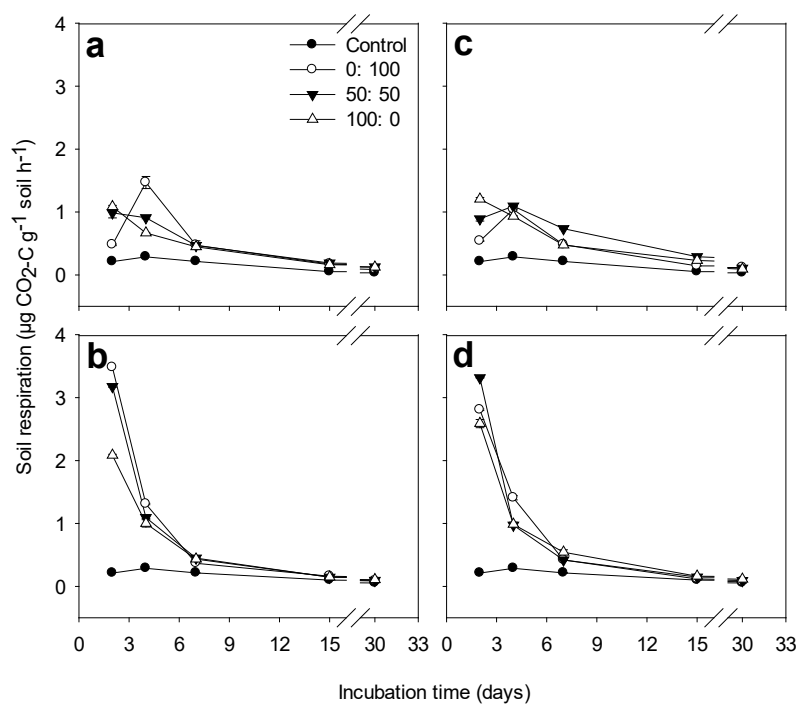 a
Control
0: 100
50: 50
100: 0
c
4
3
2
1
0
b
d
4
3
2
1
0
0 3 6 9 12 15 30 33
0 3 6 9 12 15 30 33
Soil respiration (µg CO2-C g-1 soil h-1)
Incubation time (days)